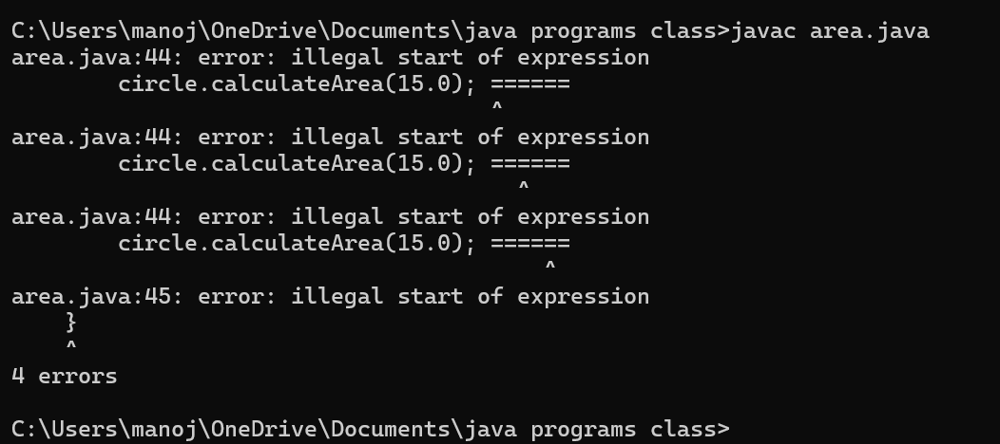 C:\Users\manoj\OneDrive\Documents\java programs class>javac area.java
area.java:44: error: illegal start of expression
        circle.calculateArea(15.0); ======
                                    ^
area.java:44: error: illegal start of expression
        circle.calculateArea(15.0); ======
                                      ^
area.java:44: error: illegal start of expression
        circle.calculateArea(15.0); ======
                                        ^
area.java:45: error: illegal start of expression
    }
    ^
4 errors

C:\Users\manoj\OneDrive\Documents\java programs class>